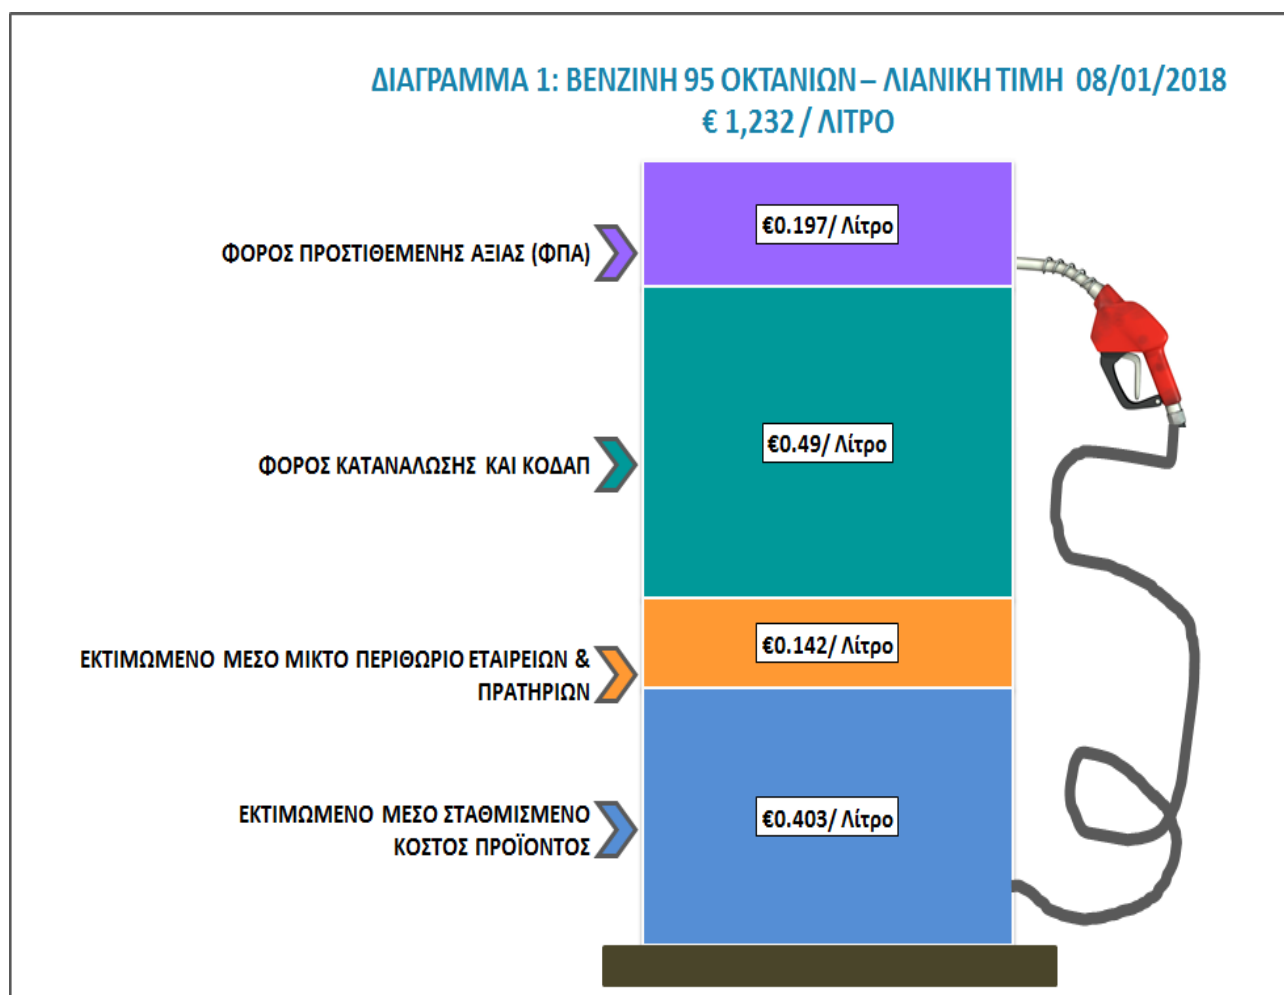 ΔΙΑΓΡΑΜΜΑ 1: ΒΕΝΖΙΝΗ 95 ΟΚΤΑΝΙΩΝ – ΛΙΑΝΙΚΗ ΤΙΜΗ 08/01/2018
€ 1,232 / ΛΙΤΡΟ
€0.197/ Λίτρο
ΦΟΡΟΣ ΠΡΟΣΤΙΘΕΜΕΝΗΣ ΑΞΙΑΣ (ΦΠΑ)
€0.49/ Λίτρο
ΦΟΡΟΣ ΚΑΤΑΝΑΛΩΣΗΣ ΚΑΙ ΚΟΔΑΠ
€0.142/ Λίτρο
ΕΚΤΙΜΩΜΕΝΟ ΜΕΣΟ ΜΙΚΤΟ ΠΕΡΙΘΩΡΙΟ ΕΤΑΙΡΕΙΩΝ &
ΠΡΑΤΗΡΙΩΝ
€0.403/ Λίτρο
ΕΚΤΙΜΩΜΕΝΟ ΜΕΣΟ ΣΤΑΘΜΙΣΜΕΝΟ
ΚΟΣΤΟΣ ΠΡΟΪΟΝΤΟΣ